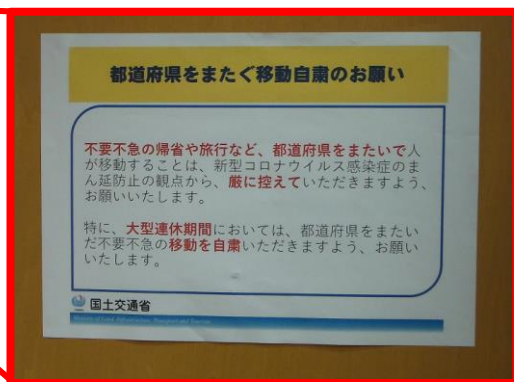 都道府県をまたぐ移動自粛のお願い
不要不急の帰省や旅行など、都道府県をまたいで人
が移動することは、新型コロナウイルス感染症のま
ん延防止の観点から、厳に控えていただきますよう、
お願いいたします。
特に、大型連休期間においては、都道府県をまたい
だ不要不急の移動を自粛いただきますよう、お願い
いたします。
国土交通省
Ministry of Land, Infrastructure, Transport and Tourism